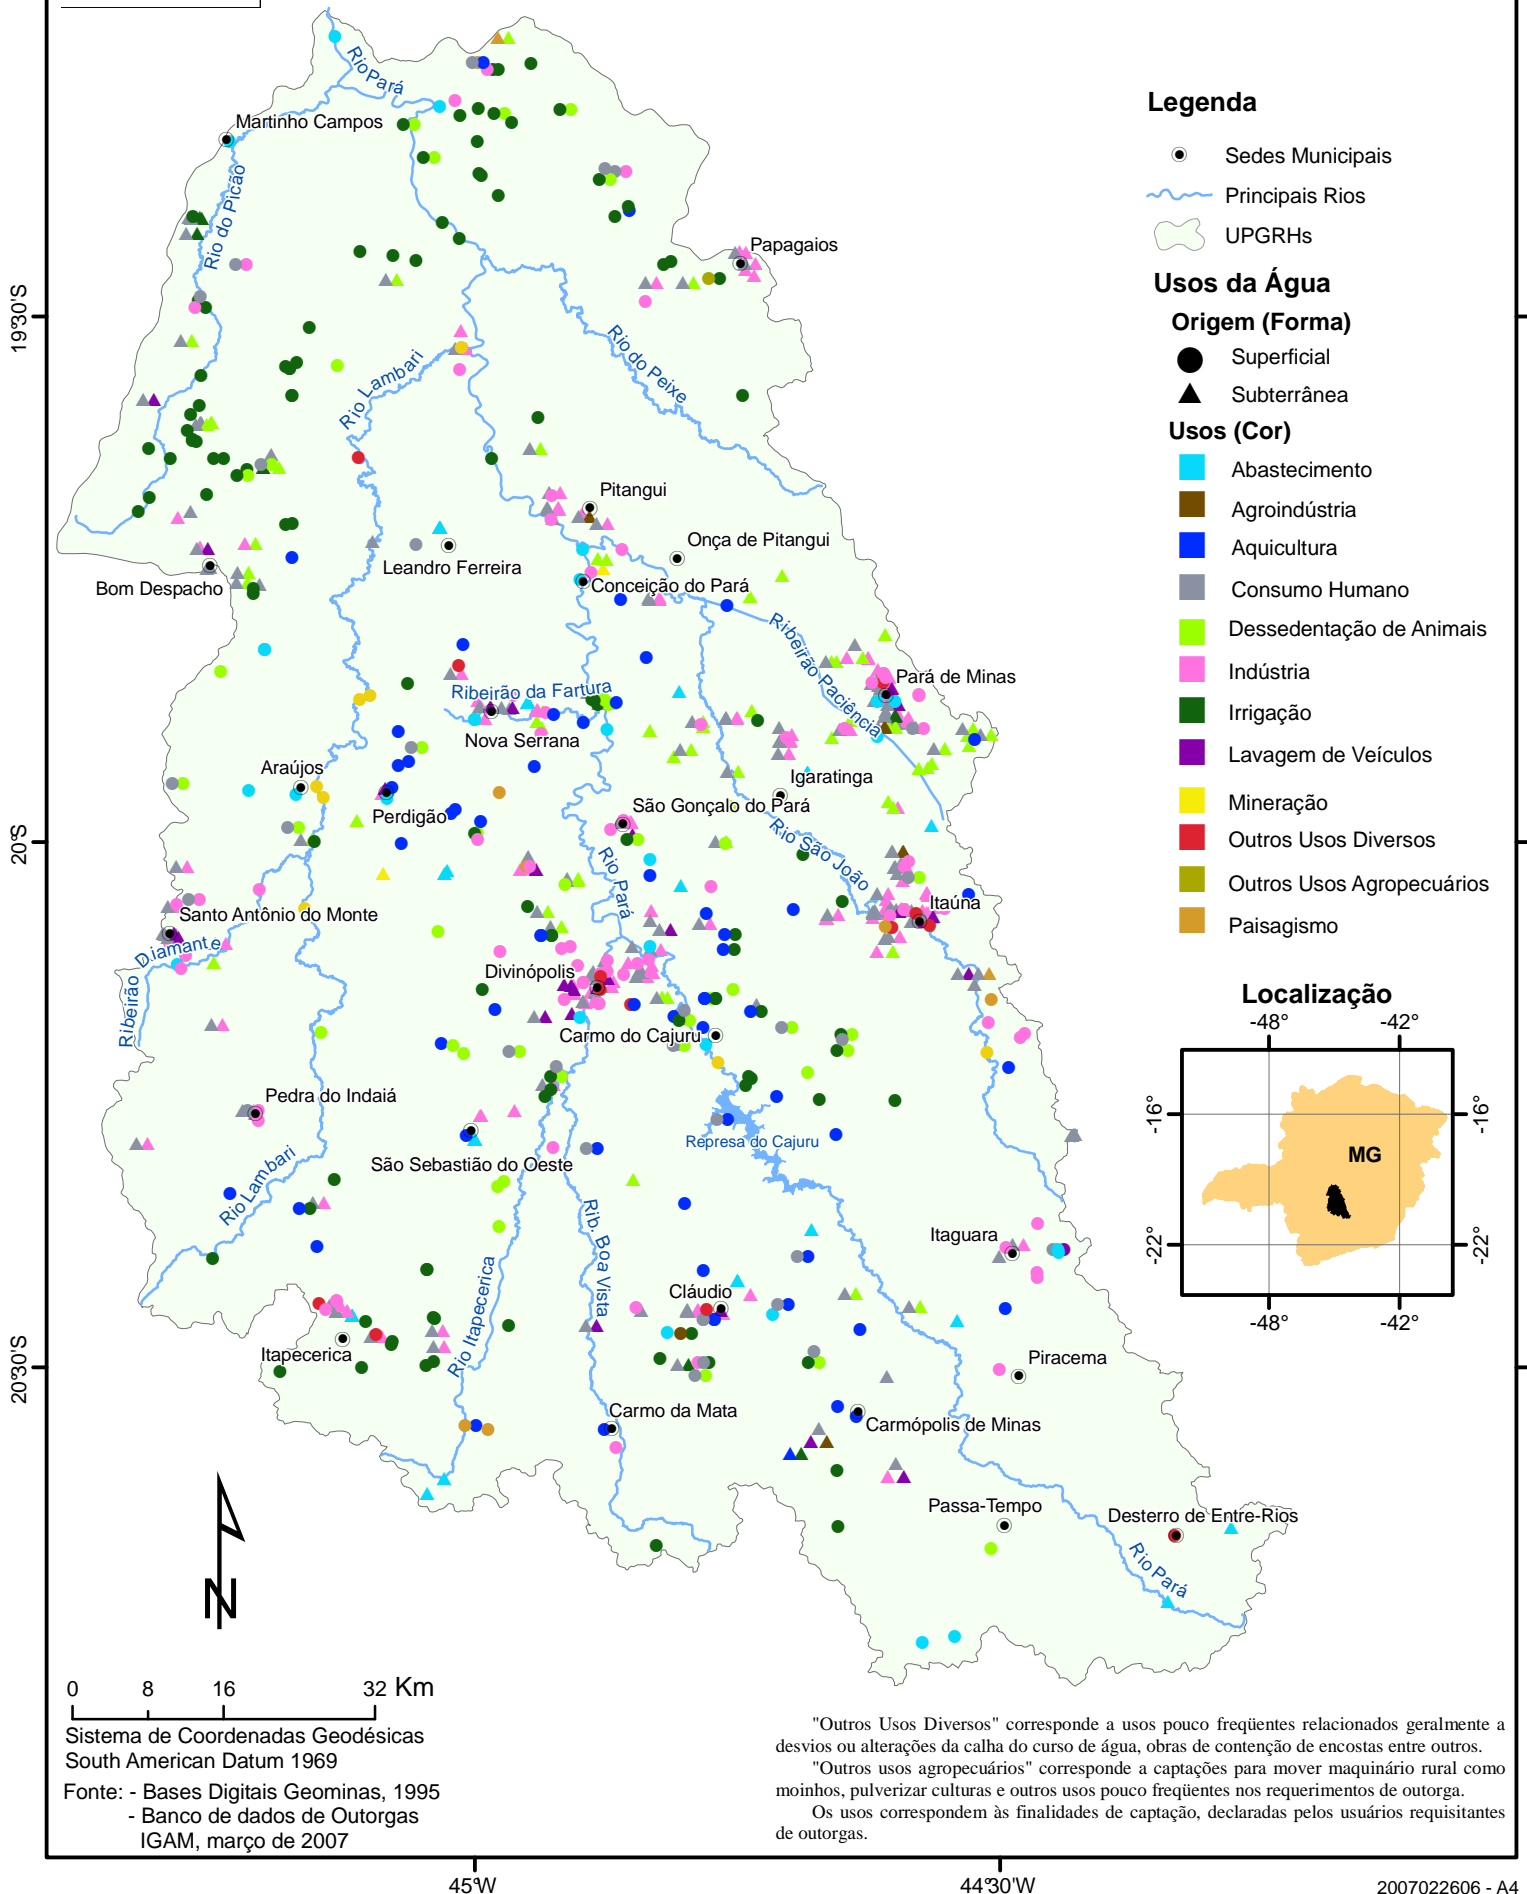 Rio Pará
Martinho Campos
Rio do Picão
Papagaios
19°30'S
Rio Lambari
Rio do Peixe
Pitangui
Onça de Pitangui
Leandro Ferreira
Bom Despacho
Conceição do Pará
Ribeirão Paciência
Pará de Minas
Ribeirão da Fartura
Nova Serrana
Araújos
Igaratinga
Perdigão
São Gonçalo do Pará
20°S
Rio São João
Rio Pará
Itaúna
Santo Antônio do Monte
Ribeirão Diamante
Divinópolis
Carmo do Cajuru
Pedra do Indaiá
Represa do Cajuru
São Sebastião do Oeste
Rio Lambari
Rib. Boa Vista
Itaguara
Rio Itapecerica
Cláudio
Itapecerica
Piracema
20°30'S
Carmo da Mata
Carmópolis de Minas
Passa-Tempo
Desterro de Entre-Rios
Rio Pará
N
Legenda
Sedes Municipais
Principais Rios
UPGRHs
Usos da Água
Origem (Forma)
Superficial
Subterrânea
Usos (Cor)
Abastecimento
Agroindústria
Aquicultura
Consumo Humano
Dessedentação de Animais
Indústria
Irrigação
Lavagem de Veículos
Mineração
Outros Usos Diversos
Outros Usos Agropecuários
Paisagismo
Localização
-48° -42°
-16° -16°
MG
-22° -22°
-48° -42°
0 8 16 32 Km
Sistema de Coordenadas Geodésicas
South American Datum 1969
Fonte: - Bases Digitais Geominas, 1995
- Banco de dados de Outorgas
IGAM, março de 2007
"Outros Usos Diversos" corresponde a usos pouco freqüentes relacionados geralmente a
desvios ou alterações da calha do curso de água, obras de contenção de encostas entre outros.
"Outros usos agropecuários" corresponde a captações para mover maquinário rural como
moinhos, pulverizar culturas e outros usos pouco freqüentes nos requerimentos de outorga.
Os usos correspondem às finalidades de captação, declaradas pelos usuários requisitantes
de outorgas.
45°W 44°30'W
2007022606 - A4